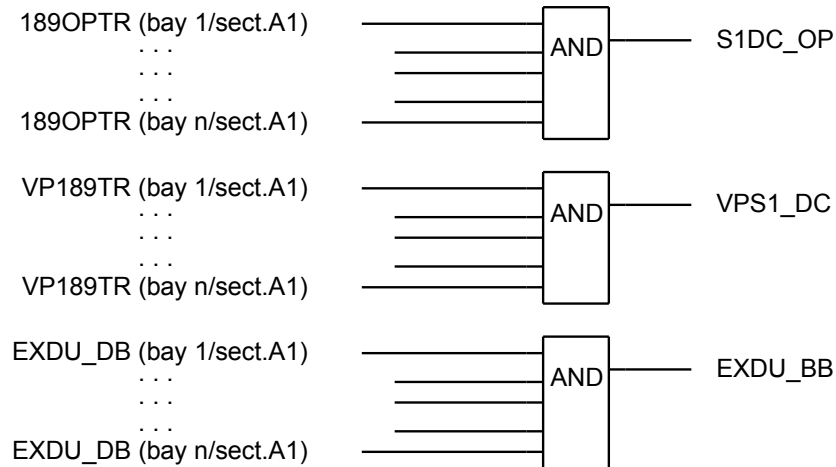 189OPTR (bay 1/sect.A1)
. . .
. . .
. . .
189OPTR (bay n/sect.A1)
AND
S1DC_OP
VP189TR (bay 1/sect.A1)
. . .
. . .
. . .
VP189TR (bay n/sect.A1)
AND
VPS1_DC
EXDU_DB (bay 1/sect.A1)
. . .
. . .
. . .
EXDU_DB (bay n/sect.A1)
AND
EXDU_BB